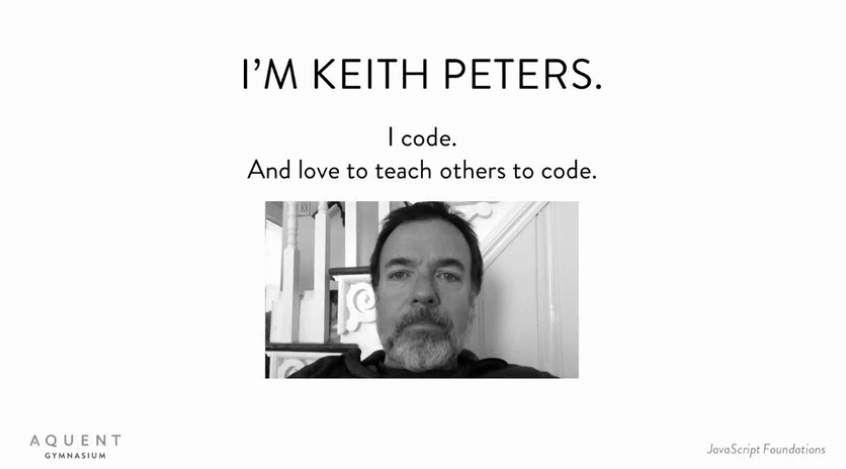 I'M KEITH PETERS.
I code.
And love to teach others to code.
AQUENT
GYMNASIUM
JavaScript Foundations